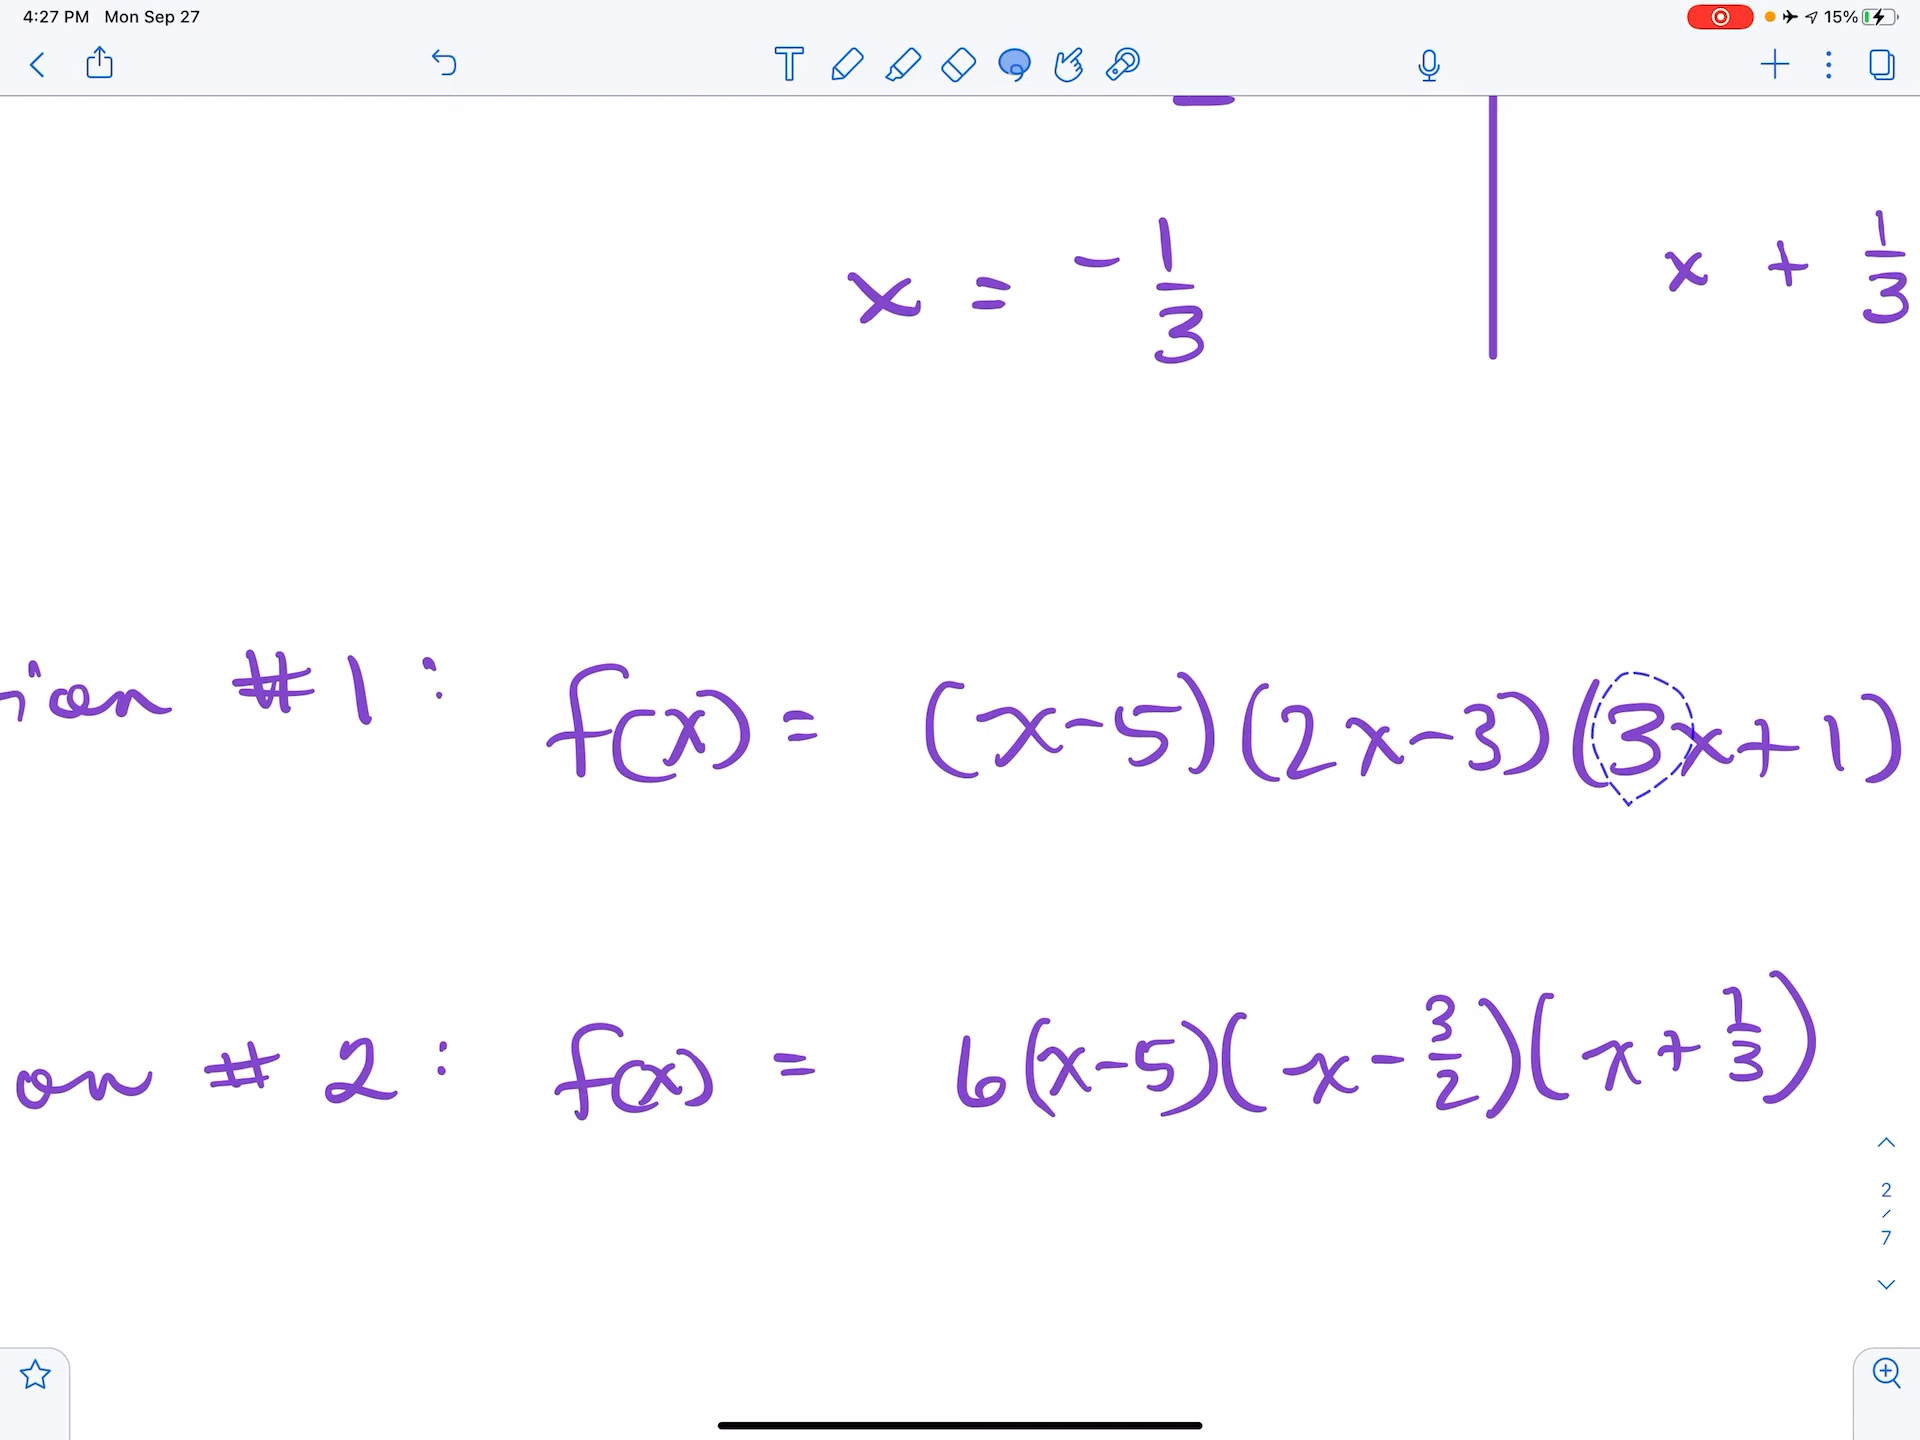 4:27 PM Mon Sep 27 15%
x = - 1/3
x + 1/3
#1: f(x) = (x-5)(2x-3)(3x+1)
#2: f(x) = 6(x-5)(x-3/2)(x+1/3)
2/7